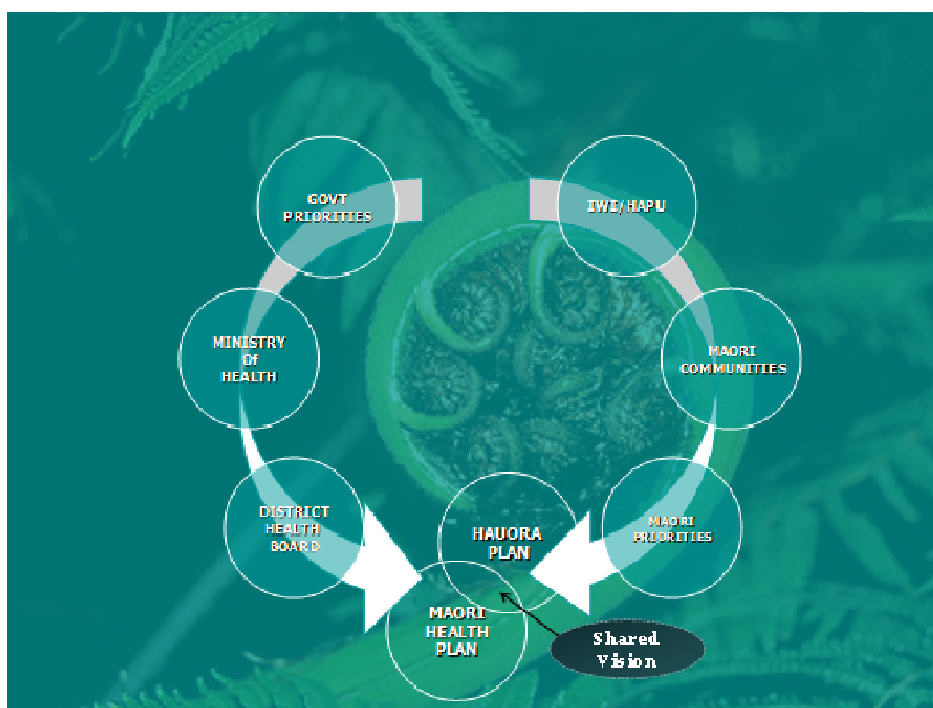 GOVT
PRIORITIES
IWI/HAPU
MINISTRY
Of
HEALTH
MAORI
COMMUNITIES
DISTRICT
HEALTH
BOARD
HAUORA
PLAN
MAORI
PRIORITIES
MAORI
HEALTH
PLAN
Shared
Vision